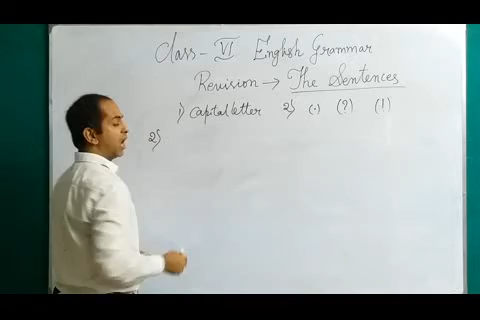 Class - VI English Grammar
Revision → The Sentences
1) Capital letter 2) (.) (?) (!)
2)